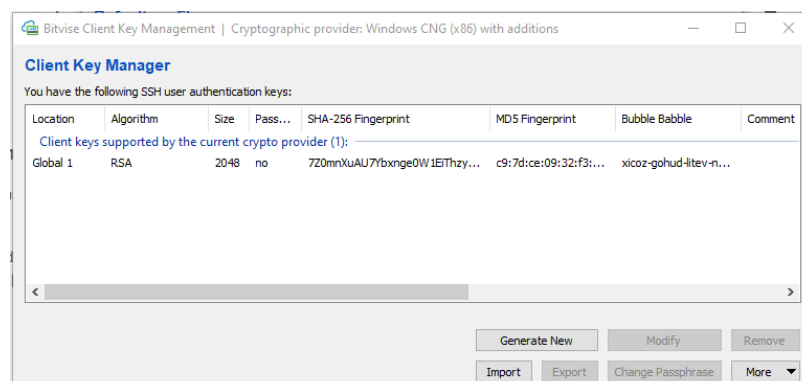 Bitvise Client Key Management | Cryptographic provider: Windows CNG (x86) with additions
Client Key Manager
You have the following SSH user authentication keys:
Location Algorithm Size Pass... SHA-256 Fingerprint MD5 Fingerprint Bubble Babble Comment
Client keys supported by the current crypto provider (1):
Global 1 RSA 2048 no 7Z0mnXuAU7Ybxnge0W1EiThzy... c9:7d:ce:09:32:f3:... xicoz-gohud-litev-n...
Generate New Modify Remove
Import Export Change Passphrase More